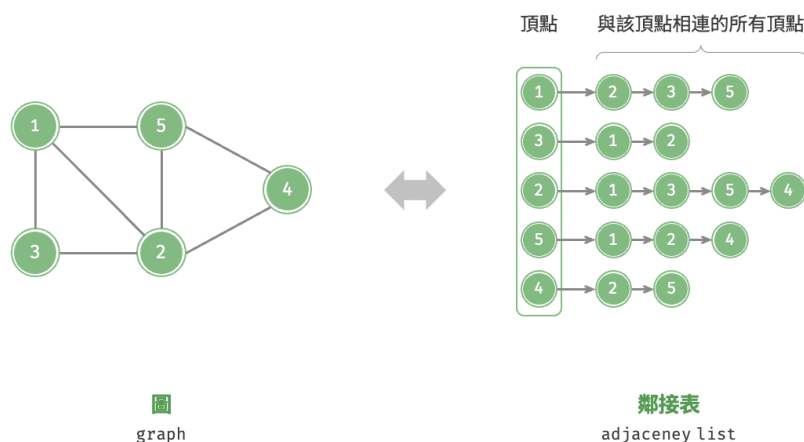 頂點
與該頂點相連的所有頂點
1 5 4 3 2
1 2 3 5
3 1 2
2 1 3 5 4
5 1 2 4
4 2 5
圖
graph
鄰接表
adjaceney list